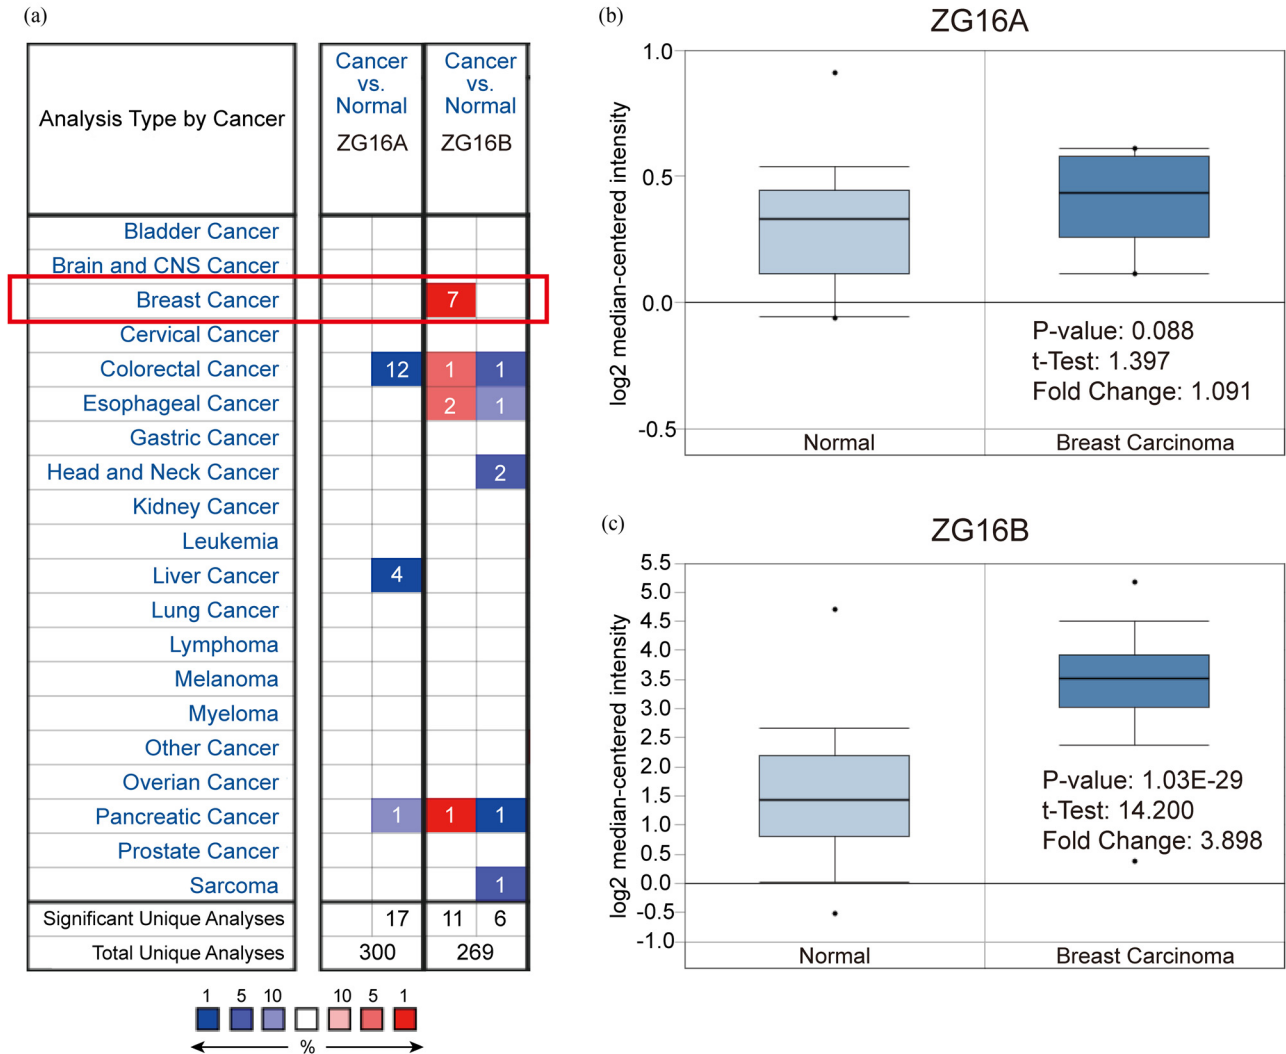 (a)
Analysis Type by Cancer
Cancer
vs.
Normal
ZG16A
Cancer
vs.
Normal
ZG16B
Bladder Cancer
Brain and CNS Cancer
Breast Cancer 7
Cervical Cancer
Colorectal Cancer 12 1 1
Esophageal Cancer 2 1
Gastric Cancer
Head and Neck Cancer 2
Kidney Cancer
Leukemia
Liver Cancer 4
Lung Cancer
Lymphoma
Melanoma
Myeloma
Other Cancer
Overian Cancer
Pancreatic Cancer 1 1 1
Prostate Cancer
Sarcoma 1
Significant Unique Analyses 17 11 6
Total Unique Analyses 300 269
1 5 10 10 5 1
%
(b)
ZG16A
log2 median-centered intensity
1.0
0.5
0.0
-0.5
P-value: 0.088
t-Test: 1.397
Fold Change: 1.091
Normal Breast Carcinoma
(c)
ZG16B
log2 median-centered intensity
5.5
5.0
4.5
4.0
3.5
3.0
2.5
2.0
1.5
1.0
0.5
0.0
-0.5
-1.0
P-value: 1.03E-29
t-Test: 14.200
Fold Change: 3.898
Normal Breast Carcinoma